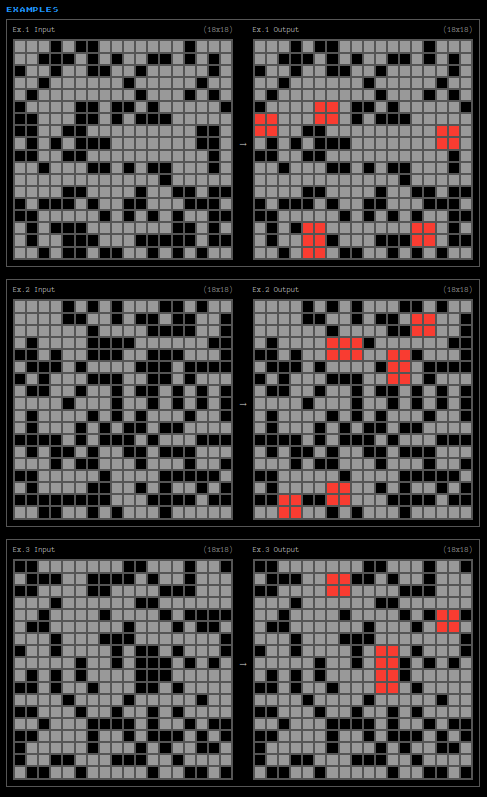 EXAMPLES
Ex.1 Input (18x18) Ex.1 Output (18x18)
→
Ex.2 Input (18x18) Ex.2 Output (18x18)
→
Ex.3 Input (18x18) Ex.3 Output (18x18)
→